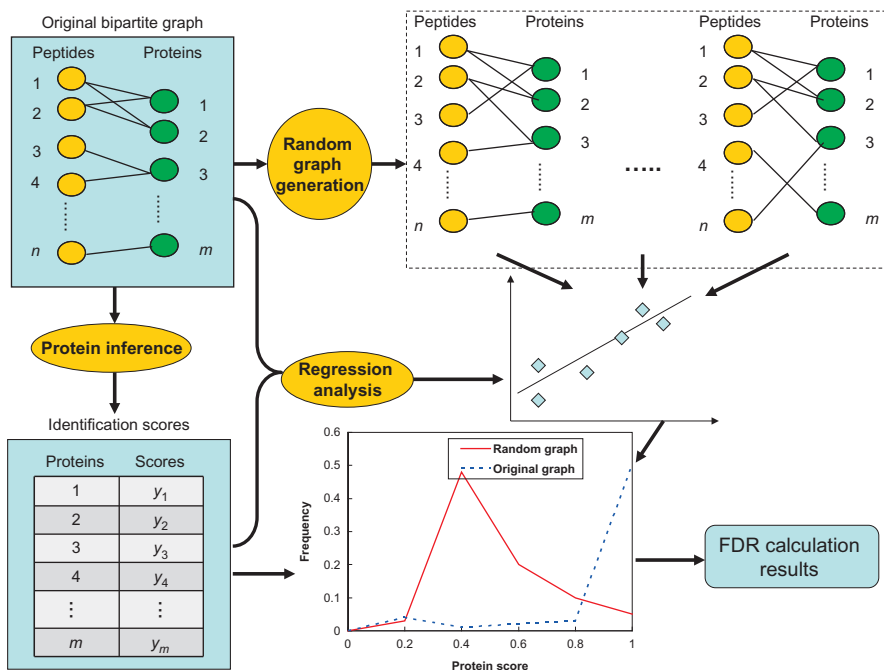 Original bipartite graph
Peptides Proteins
1
2
3
4
n
1
2
3
m
Random
graph
generation
Peptides Proteins
1
2
3
4
n
1
2
3
m
.....
Peptides Proteins
1
2
3
4
n
1
2
3
m
Protein inference
Regression
analysis
Identification scores
Proteins Scores
1 y1
2 y2
3 y3
4 y4
⋮ ⋮
m ym
Random graph
Original graph
Frequency
0.6
0.5
0.4
0.3
0.2
0.1
0
0 0.2 0.4 0.6 0.8 1
Protein score
FDR calculation
results